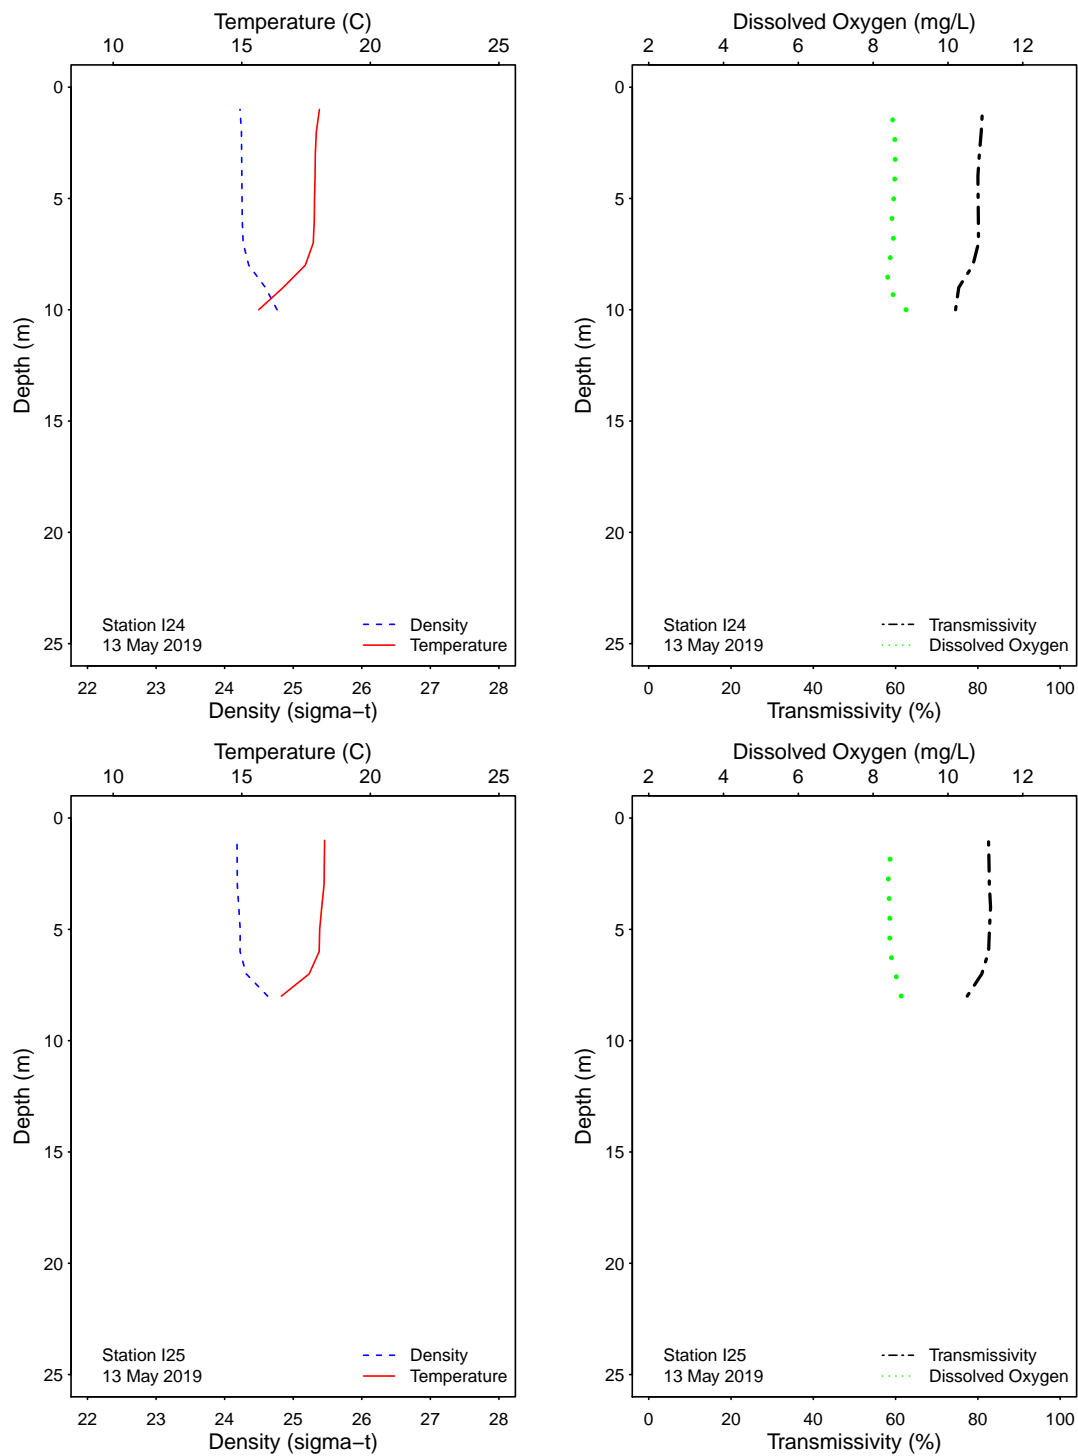 Temperature (C)
10 15 20 25
0
5
10
15
20
25
Depth (m)
Station I24
13 May 2019
Density
Temperature
22 23 24 25 26 27 28
Density (sigma−t)
Dissolved Oxygen (mg/L)
2 4 6 8 10 12
0
5
10
15
20
25
Depth (m)
Station I24
13 May 2019
Transmissivity
Dissolved Oxygen
0 20 40 60 80 100
Transmissivity (%)
Temperature (C)
10 15 20 25
0
5
10
15
20
25
Depth (m)
Station I25
13 May 2019
Density
Temperature
22 23 24 25 26 27 28
Density (sigma−t)
Dissolved Oxygen (mg/L)
2 4 6 8 10 12
0
5
10
15
20
25
Depth (m)
Station I25
13 May 2019
Transmissivity
Dissolved Oxygen
0 20 40 60 80 100
Transmissivity (%)